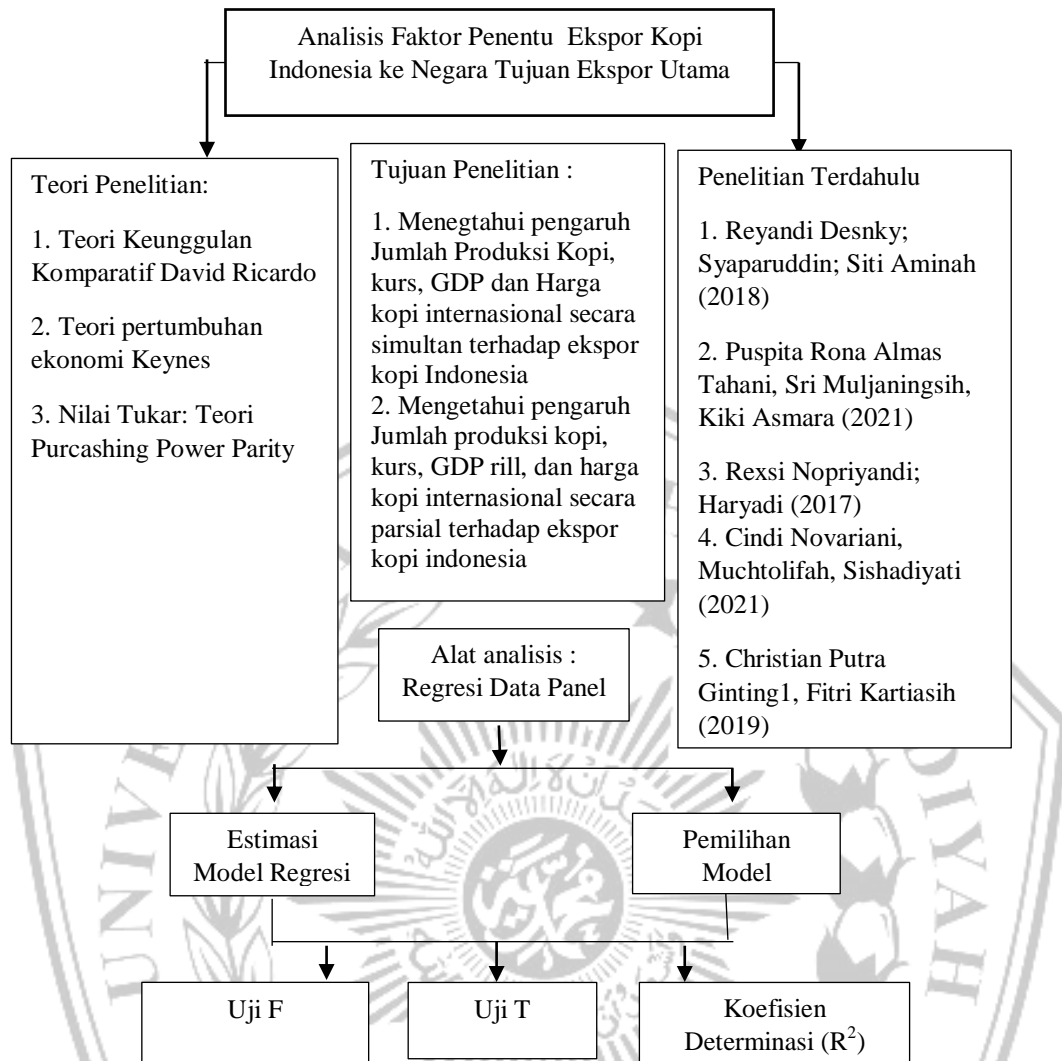 Analisis Faktor Penentu Ekspor Kopi
Indonesia ke Negara Tujuan Ekspor Utama
Teori Penelitian:
1. Teori Keunggulan
Komparatif David Ricardo
2. Teori pertumbuhan
ekonomi Keynes
3. Nilai Tukar: Teori
Purcashing Power Parity
Tujuan Penelitian :
1. Menegtahui pengaruh
Jumlah Produksi Kopi,
kurs, GDP dan Harga
kopi internasional secara
simultan terhadap ekspor
kopi Indonesia
2. Mengetahui pengaruh
Jumlah produksi kopi,
kurs, GDP rill, dan harga
kopi internasional secara
parsial terhadap ekspor
kopi indonesia
Penelitian Terdahulu
1. Reyandi Desnky;
Syaparuddin; Siti Aminah
(2018)
2. Puspita Rona Almas
Tahani, Sri Muljaningsih,
Kiki Asmara (2021)
3. Rexsi Nopriyandi;
Haryadi (2017)
4. Cindi Novariani,
Muchtolifah, Sishadiyati
(2021)
5. Christian Putra
Ginting1, Fitri Kartiasih
(2019)
Alat analisis :
Regresi Data Panel
Estimasi
Model Regresi
Pemilihan
Model
Uji F
Uji T
Koefisien
Determinasi (R²)